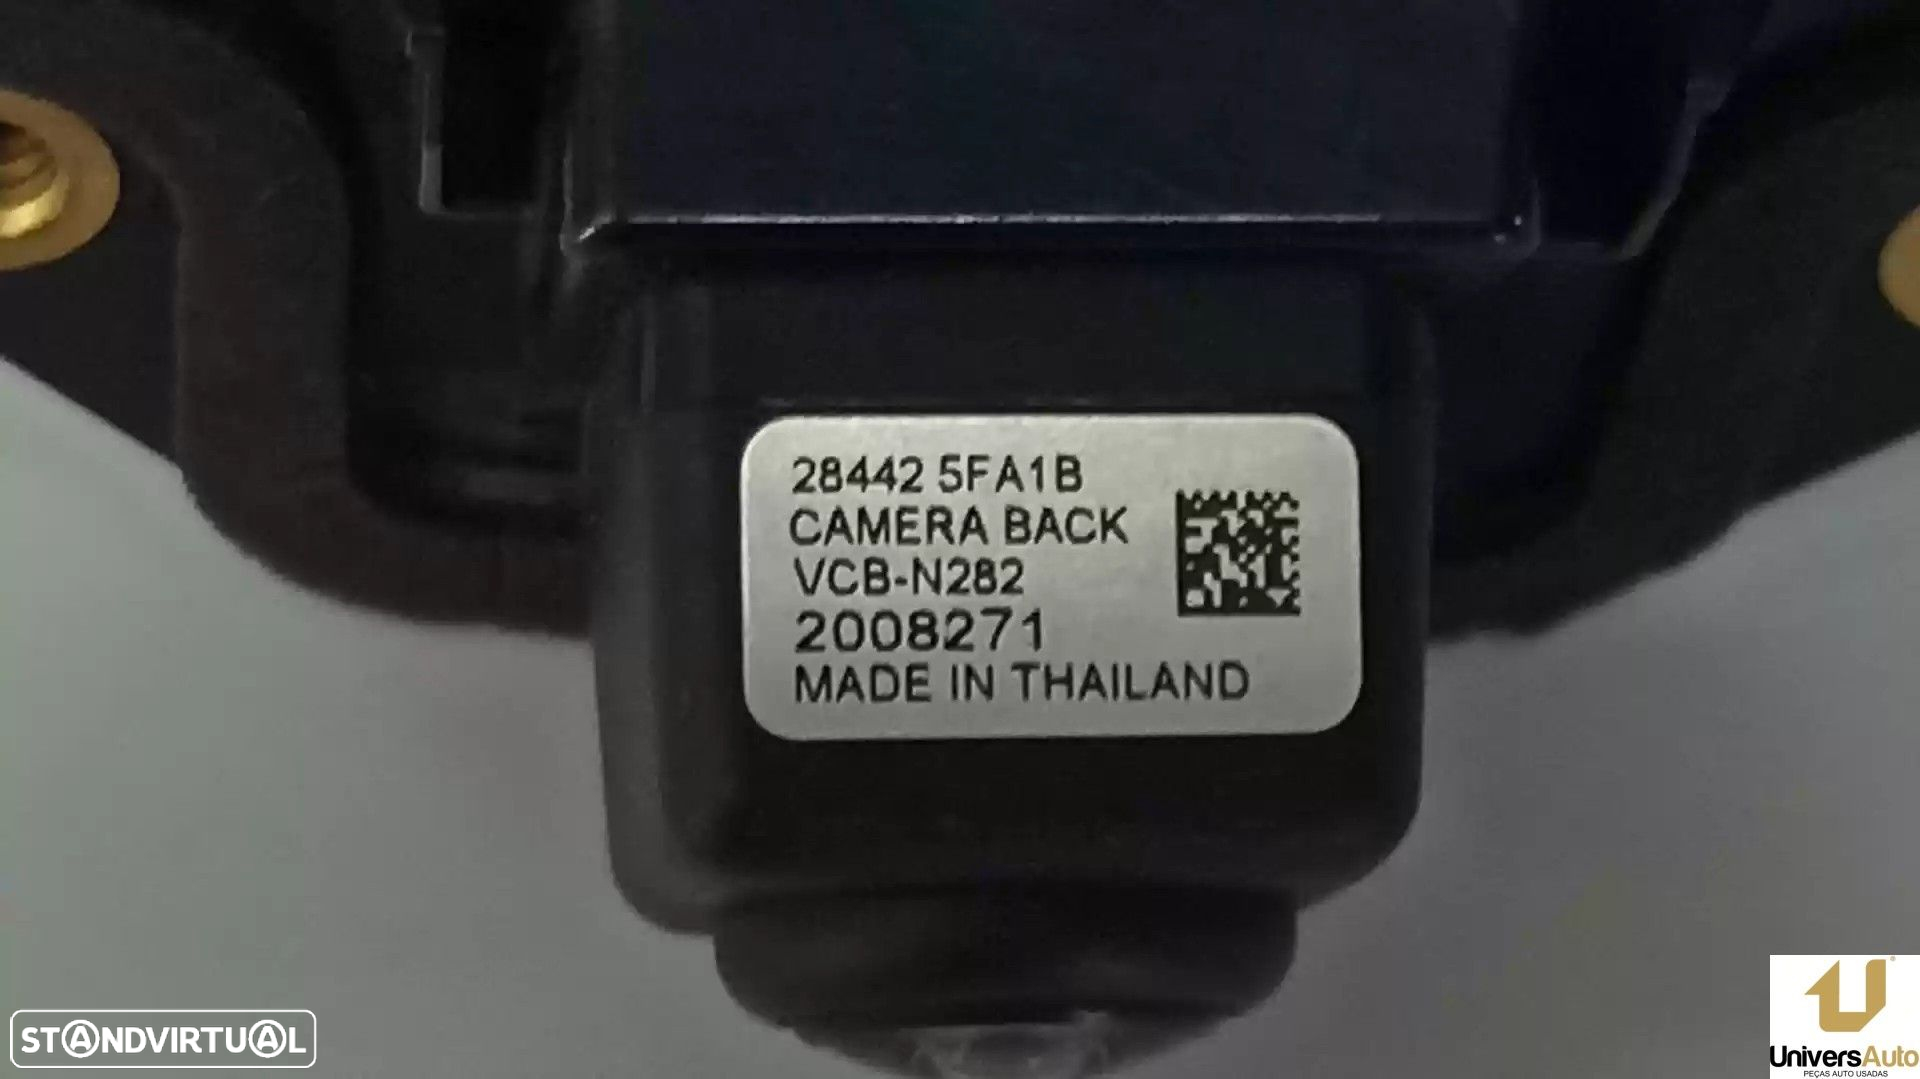 28442 5FA1B
CAMERA BACK
VCB-N282
2008271
MADE IN THAILAND
STANDVIRTUAL
UniversAuto
PEÇAS AUTO USADAS